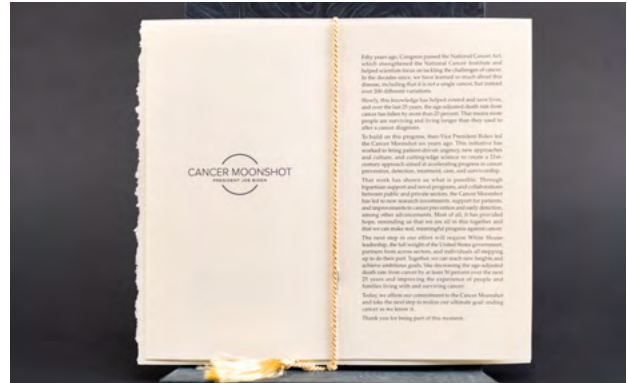 CANCER MOONSHOT
PRESIDENT JOE BIDEN
Fifty years ago, Congress passed the National Cancer Act,
which strengthened the National Cancer Institute and
helped scientists focus on tackling the challenges of cancer.
In the decades since, we have learned so much about this
disease, including that it is not a single cancer, but instead
over 200 different variations.
Slowly, this knowledge has helped extend and save lives,
and over the last 25 years, the age-adjusted death rate from
cancer has fallen by more than 25 percent. That means more
people are surviving and living longer than they used to
after a cancer diagnosis.
To build on this progress, then-Vice President Biden led
the Cancer Moonshot six years ago. This initiative has
worked to bring patient-driven urgency, new approaches
and culture, and cutting-edge science to create a 21st-
century approach aimed at accelerating progress in cancer
prevention, detection, treatment, care, and survivorship.
That work has shown us what is possible. Through
bipartisan support and novel programs, and collaborations
between public and private sectors, the Cancer Moonshot
has led to new research investments, support for patients,
and improvements in cancer prevention and early detection,
among other advancements. Most of all, it has provided
hope, reminding us that we are all in this together and
that we can make real, meaningful progress against cancer.
The next step in our effort will require White House
leadership, the full weight of the United States government,
partners from across sectors, and individuals all stepping
up to do their part. Together, we can reach new heights and
achieve ambitious goals, like decreasing the age-adjusted
death rate from cancer by at least 50 percent over the next
25 years and improving the experience of people and
families living with and surviving cancer.
Today, we affirm our commitment to the Cancer Moonshot
and take the next step to realize our ultimate goal: ending
cancer as we know it.
Thank you for being part of this moment.